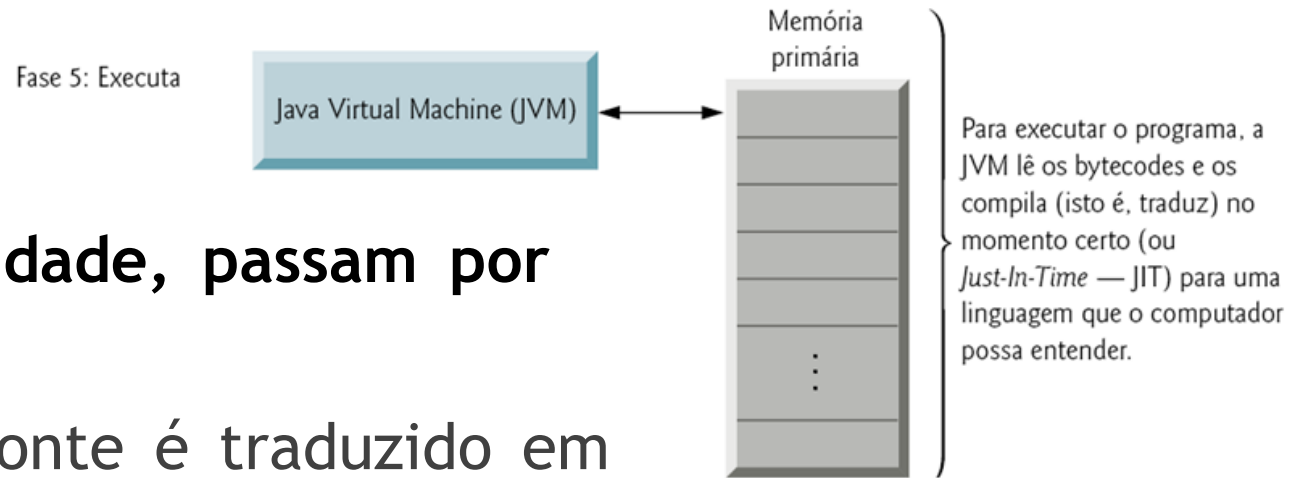 Memória
primária
Fase 5: Executa
Java Virtual Machine (JVM)
Para executar o programa, a
JVM lê os bytecodes e os
compila (isto é, traduz) no
momento certo (ou
Just-In-Time — JIT) para uma
linguagem que o computador
possa entender.
dade, passam por
onte é traduzido em